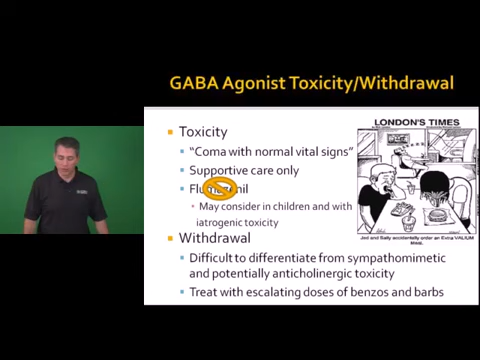 GABA Agonist Toxicity/Withdrawal
Toxicity
"Coma with normal vital signs"
Supportive care only
Flumazenil
May consider in children and with
iatrogenic toxicity
Withdrawal
Difficult to differentiate from sympathomimetic
and potentially anticholinergic toxicity
Treat with escalating doses of benzos and barbs
LONDON'S TIMES
Jed and Sally accidentally order an Extra VALIUM
Meal